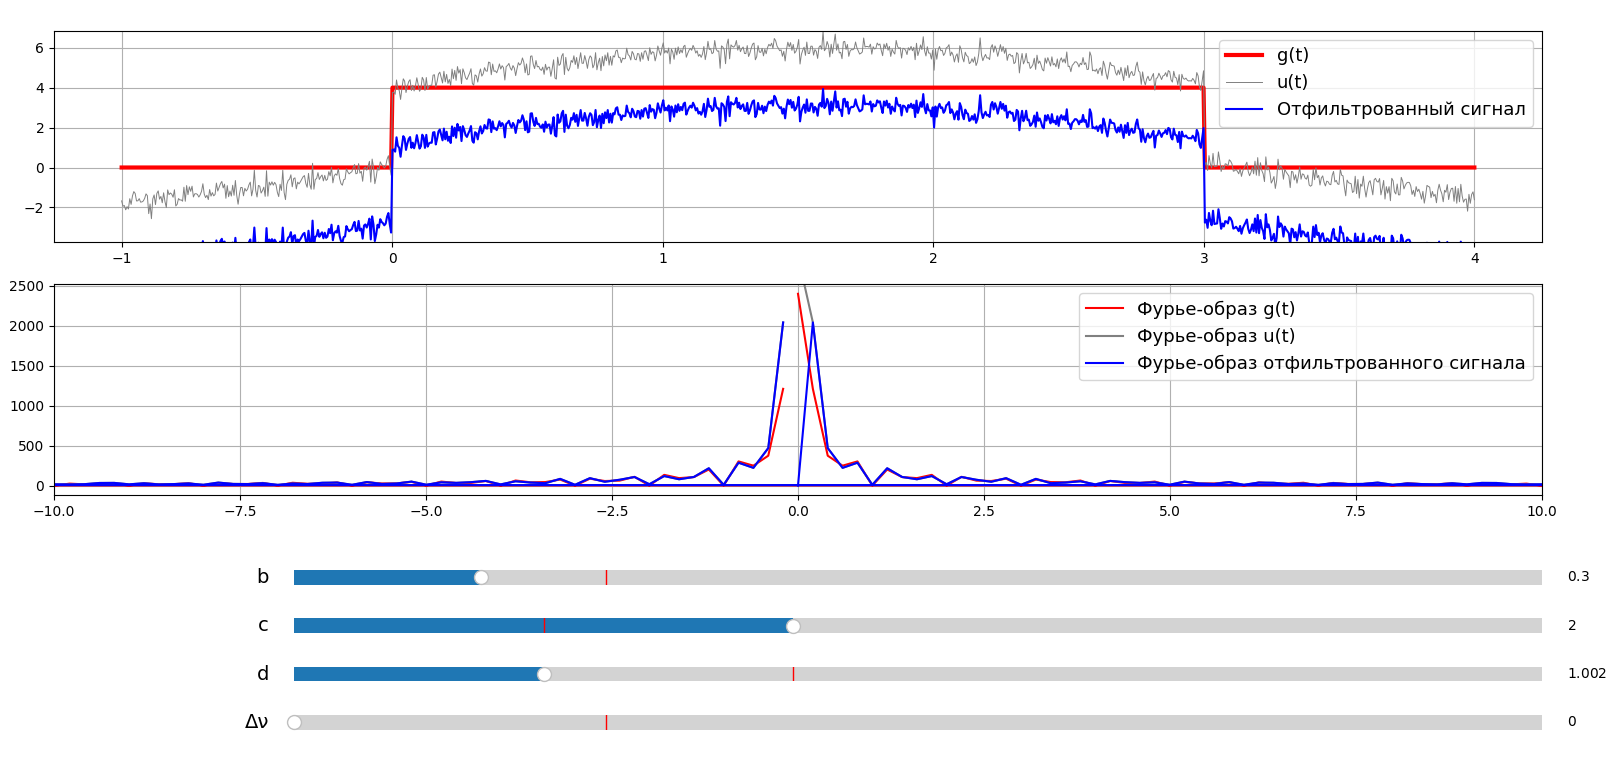 6
4
2
0
−2
g(t)
u(t)
Отфильтрованный сигнал
−1 0 1 2 3 4
2500
2000
1500
1000
500
0
Фурье-образ g(t)
Фурье-образ u(t)
Фурье-образ отфильтрованного сигнала
−10.0 −7.5 −5.0 −2.5 0.0 2.5 5.0 7.5 10.0
b 0.3
c 2
d 1.002
Δν 0